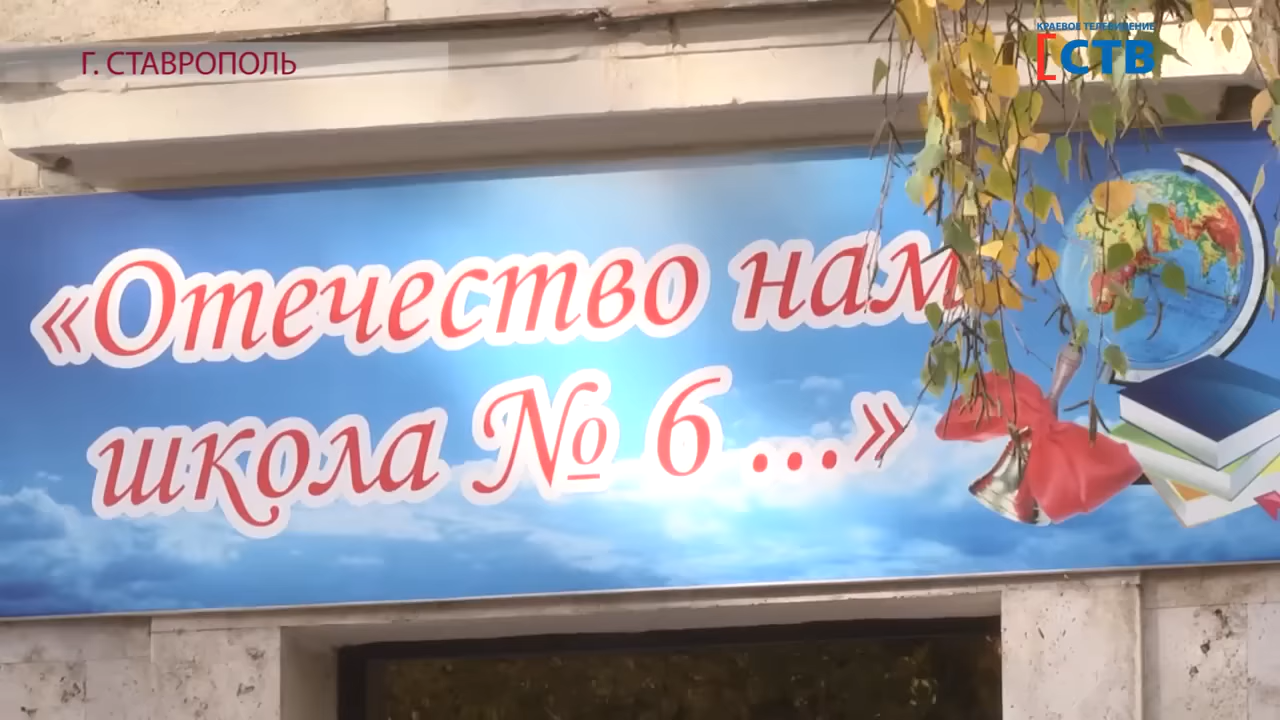 Г. СТАВРОПОЛЬ
КРАЕВОЕ ТЕЛЕВИДЕНИЕ
СТВ
«Отечество нам
школа № 6 ...»